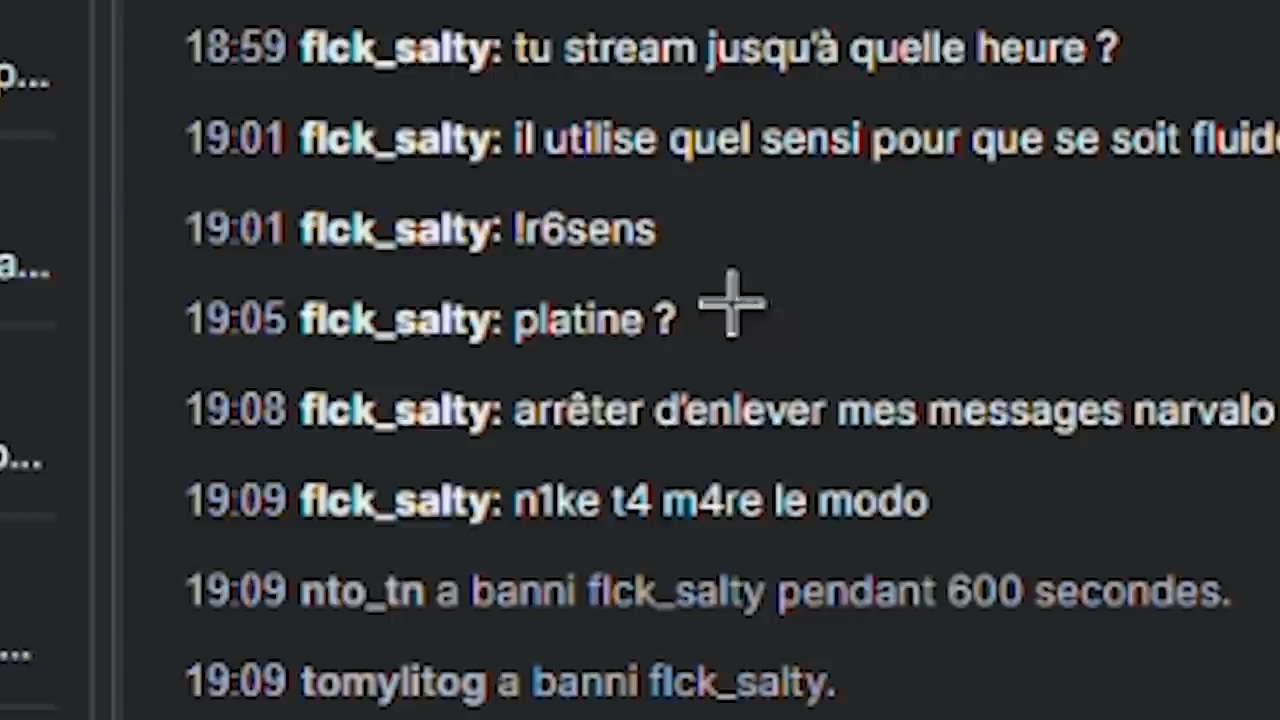 18:59 flck_salty: tu stream jusqu'à quelle heure ?
19:01 flck_salty: il utilise quel sensi pour que se soit fluid
19:01 flck_salty: !r6sens
19:05 flck_salty: platine ?
19:08 flck_salty: arrêter d'enlever mes messages narvalo
19:09 flck_salty: n1ke t4 m4re le modo
19:09 nto_tn a banni flck_salty pendant 600 secondes.
19:09 tomylitog a banni flck_salty.